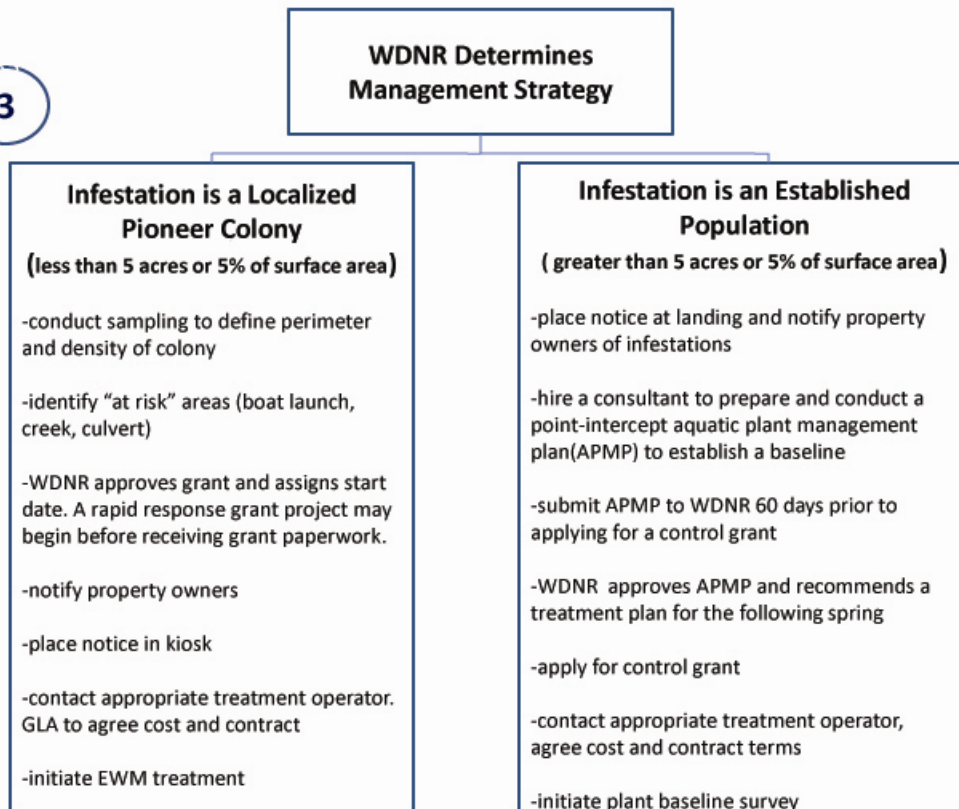 WDNR Determines
Management Strategy
3
Infestation is a Localized
Pioneer Colony
(less than 5 acres or 5% of surface area)
-conduct sampling to define perimeter
and density of colony
-identify “at risk” areas (boat launch,
creek, culvert)
-WDNR approves grant and assigns start
date. A rapid response grant project may
begin before receiving grant paperwork.
-notify property owners
-place notice in kiosk
-contact appropriate treatment operator.
GLA to agree cost and contract
-initiate EWM treatment
Infestation is an Established
Population
( greater than 5 acres or 5% of surface area)
-place notice at landing and notify property
owners of infestations
-hire a consultant to prepare and conduct a
point-intercept aquatic plant management
plan(APMP) to establish a baseline
-submit APMP to WDNR 60 days prior to
applying for a control grant
-WDNR  approves APMP and recommends a
treatment plan for the following spring
-apply for control grant
-contact appropriate treatment operator,
agree cost and contract terms
-initiate plant baseline survey